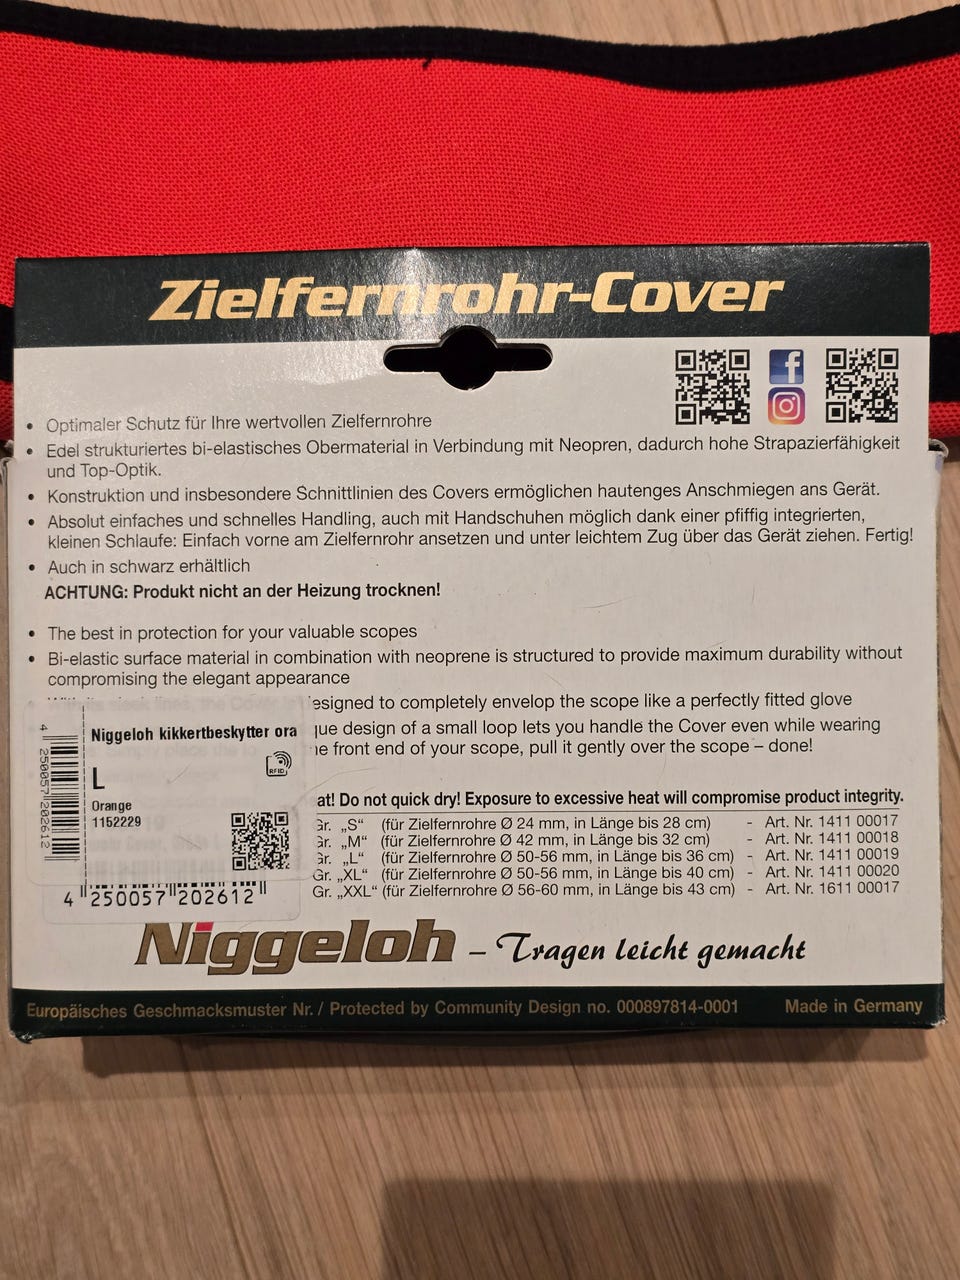 Zielfernrohr-Cover
• Optimaler Schutz für Ihre wertvollen Zielfernrohre
• Edel strukturiertes bi-elastisches Obermaterial in Verbindung mit Neopren, dadurch hohe Strapazierfähigkeit
und Top-Optik.
• Konstruktion und insbesondere Schnittlinien des Covers ermöglichen hautenges Anschmiegen ans Gerät.
• Absolut einfaches und schnelles Handling, auch mit Handschuhen möglich dank einer pfiffig integrierten,
kleinen Schlaufe: Einfach vorne am Zielfernrohr ansetzen und unter leichtem Zug über das Gerät ziehen. Fertig!
• Auch in schwarz erhältlich
ACHTUNG: Produkt nicht an der Heizung trocknen!
• The best in protection for your valuable scopes
• Bi-elastic surface material in combination with neoprene is structured to provide maximum durability without
compromising the elegant appearance
designed to completely envelop the scope like a perfectly fitted glove
design of a small loop lets you handle the Cover even while wearing
front end of your scope, pull it gently over the scope – done!
Do not quick dry! Exposure to excessive heat will compromise product integrity.
Niggeloh kikkertbeskytter ora
RFID
L
Orange
1152229
4 250057 202612
4 250057 202612
Gr. „S“ (für Zielfernrohre Ø 24 mm, in Länge bis 28 cm) - Art. Nr. 1411 00017
Gr. „M“ (für Zielfernrohre Ø 42 mm, in Länge bis 32 cm) - Art. Nr. 1411 00018
Gr. „L“ (für Zielfernrohre Ø 50-56 mm, in Länge bis 36 cm) - Art. Nr. 1411 00019
Gr. „XL“ (für Zielfernrohre Ø 50-56 mm, in Länge bis 40 cm) - Art. Nr. 1411 00020
Gr. „XXL“ (für Zielfernrohre Ø 56-60 mm, in Länge bis 43 cm) - Art. Nr. 1611 00017
Niggeloh – Tragen leicht gemacht
Europäisches Geschmacksmuster Nr. / Protected by Community Design no. 000897814-0001 Made in Germany